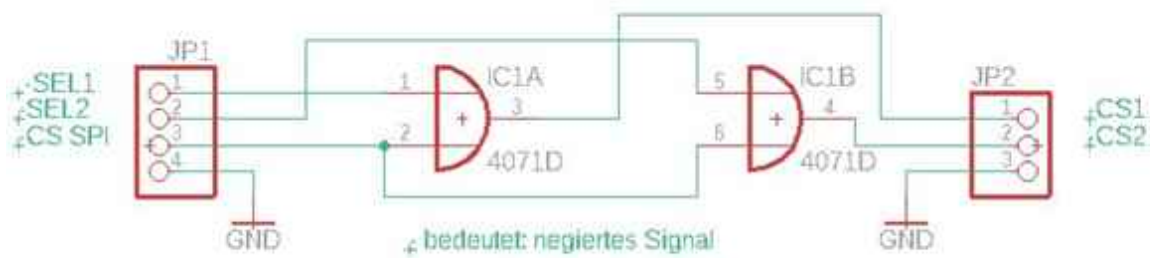 JP1
SEL1
SEL2
CS SPI
1
2
3
4
GND
1
2
3
IC1A
4071D
5
6
4
IC1B
4071D
JP2
1
2
3
CS1
CS2
GND
bedeutet: negiertes Signal